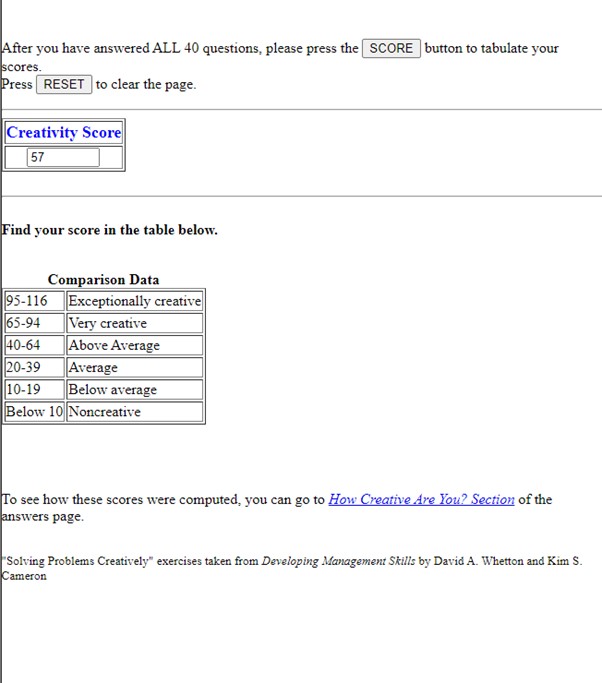 After you have answered ALL 40 questions, please press the SCORE button to tabulate your
scores.
Press RESET to clear the page.
Creativity Score
57
Find your score in the table below.
Comparison Data
95-116 Exceptionally creative
65-94 Very creative
40-64 Above Average
20-39 Average
10-19 Below average
Below 10 Noncreative
To see how these scores were computed, you can go to How Creative Are You? Section of the
answers page.
"Solving Problems Creatively" exercises taken from Developing Management Skills by David A. Whetton and Kim S.
Cameron